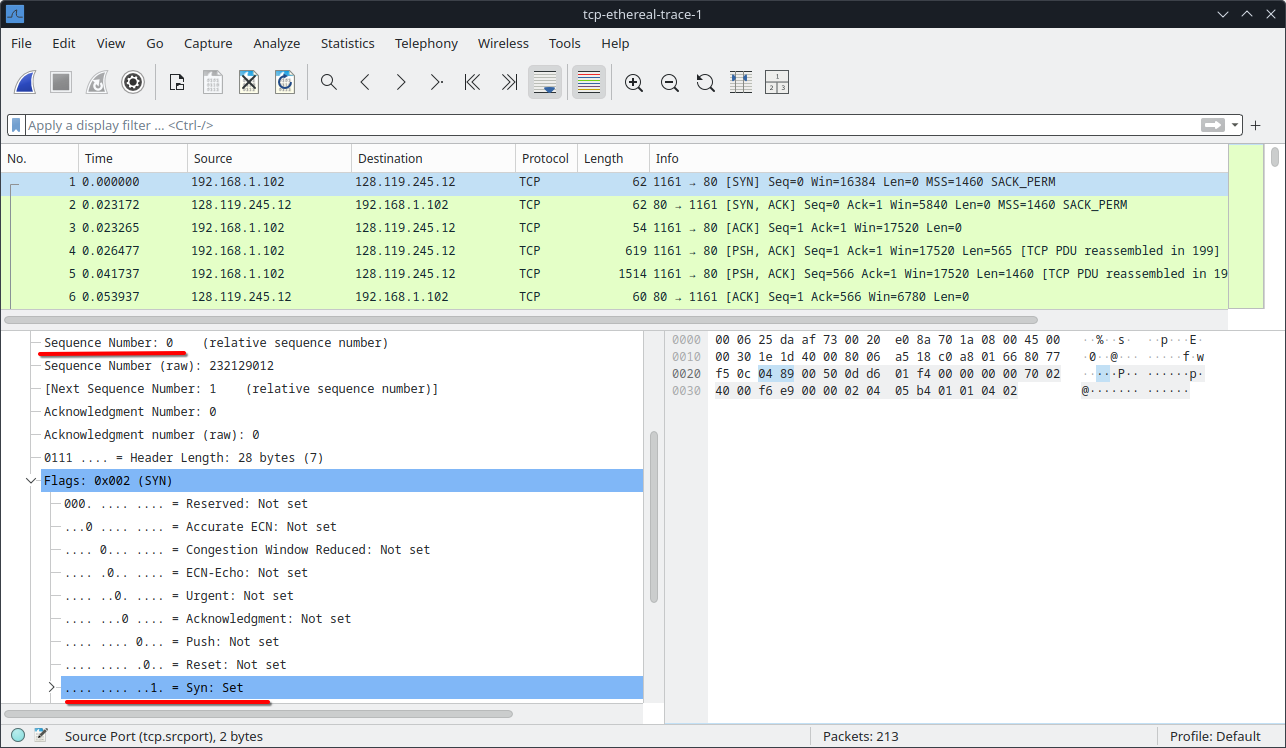 tcp-ethereal-trace-1
File Edit View Go Capture Analyze Statistics Telephony Wireless Tools Help
Apply a display filter ... <Ctrl-/>
No. Time Source Destination Protocol Length Info
1 0.000000 192.168.1.102 128.119.245.12 TCP 62 1161 → 80 [SYN] Seq=0 Win=16384 Len=0 MSS=1460 SACK_PERM
2 0.023172 128.119.245.12 192.168.1.102 TCP 62 80 → 1161 [SYN, ACK] Seq=0 Ack=1 Win=5840 Len=0 MSS=1460 SACK_PERM
3 0.023265 192.168.1.102 128.119.245.12 TCP 54 1161 → 80 [ACK] Seq=1 Ack=1 Win=17520 Len=0
4 0.026477 192.168.1.102 128.119.245.12 TCP 619 1161 → 80 [PSH, ACK] Seq=1 Ack=1 Win=17520 Len=565 [TCP PDU reassembled in 199]
5 0.041737 192.168.1.102 128.119.245.12 TCP 1514 1161 → 80 [PSH, ACK] Seq=566 Ack=1 Win=17520 Len=1460 [TCP PDU reassembled in 19
6 0.053937 128.119.245.12 192.168.1.102 TCP 60 80 → 1161 [ACK] Seq=1 Ack=566 Win=6780 Len=0
Sequence Number: 0 (relative sequence number)
Sequence Number (raw): 232129012
[Next Sequence Number: 1 (relative sequence number)]
Acknowledgment Number: 0
Acknowledgment number (raw): 0
0111 .... = Header Length: 28 bytes (7)
Flags: 0x002 (SYN)
000. .... .... = Reserved: Not set
...0 .... .... = Accurate ECN: Not set
.... 0... .... = Congestion Window Reduced: Not set
.... .0.. .... = ECN-Echo: Not set
.... ..0. .... = Urgent: Not set
.... ...0 .... = Acknowledgment: Not set
.... .... 0... = Push: Not set
.... .... .0.. = Reset: Not set
.... .... ..1. = Syn: Set
0000 00 06 25 da af 73 00 20 e0 8a 70 1a 08 00 45 00 ··%··s· ··p···E·
0010 00 30 1e 1d 40 00 80 06 a5 18 c0 a8 01 66 80 77 ·0··@··· ·····f·w
0020 f5 0c 04 89 00 50 0d d6 01 f4 00 00 00 00 70 02 ·····P·· ······p·
0030 40 00 f6 e9 00 00 02 04 05 b4 01 01 04 02 @······· ······
Source Port (tcp.srcport), 2 bytes
Packets: 213
Profile: Default